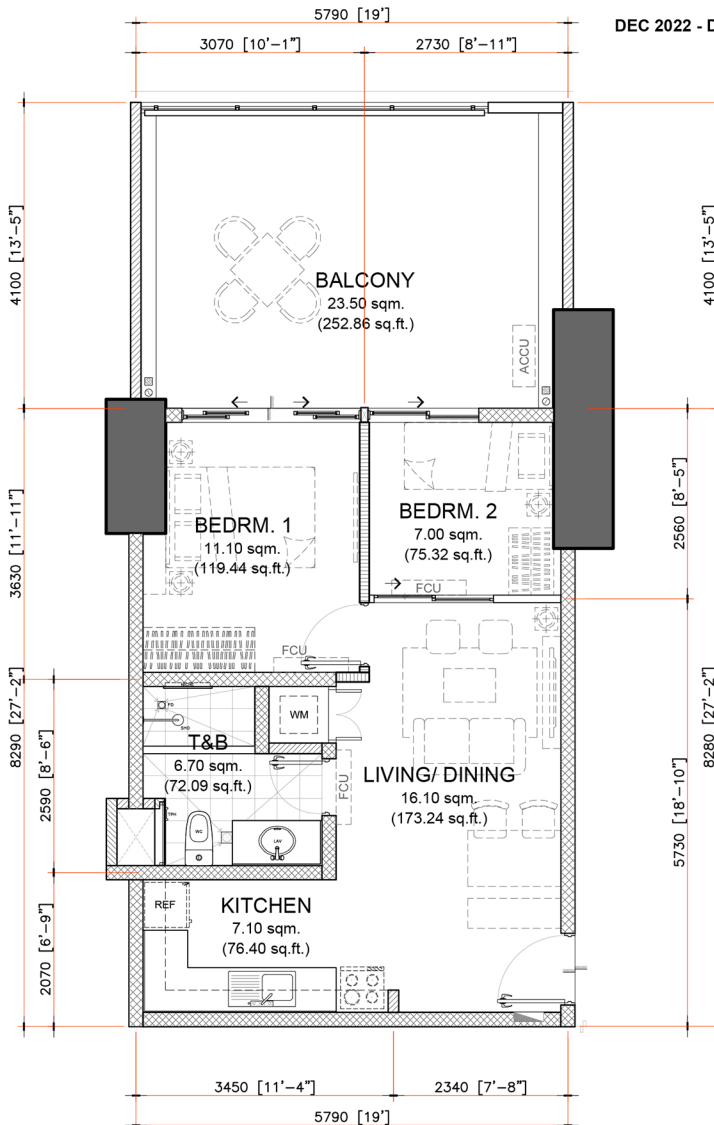 5790 [19']
DEC 2022 - D
3070 [10'-1"]
2730 [8'-11"]
4100 [13'-5"]
4100 [13'-5"]
BALCONY
23.50 sqm.
(252.86 sq.ft.)
ACCU
3630 [11'-11"]
2560 [8'-5"]
BEDRM. 1
11.10 sqm.
(119.44 sq.ft.)
BEDRM. 2
7.00 sqm.
(75.32 sq.ft.)
FCU
FCU
8290 [27'-2"]
8280 [27'-2"]
FD
SHD
WM
T&B
6.70 sqm.
(72.09 sq.ft.)
FCU
LIVING/ DINING
16.10 sqm.
(173.24 sq.ft.)
2590 [8'-6"]
5730 [18'-10"]
TPH
WC
LAV
REF
KITCHEN
7.10 sqm.
(76.40 sq.ft.)
2070 [6'-9"]
3450 [11'-4"]
2340 [7'-8"]
5790 [19']